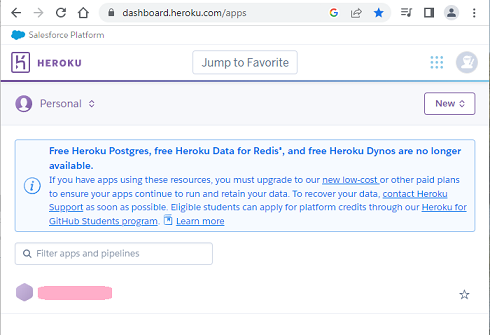 dashboard.heroku.com/apps
Salesforce Platform
HEROKU
Jump to Favorite
Personal
New
Free Heroku Postgres, free Heroku Data for Redis®, and free Heroku Dynos are no longer
available.
If you have apps using these resources, you must upgrade to our new low-cost or other paid plans
to ensure your apps continue to run and retain your data. To recover your data, contact Heroku
Support as soon as possible. Eligible students can apply for platform credits through our Heroku for
GitHub Students program. Learn more
Filter apps and pipelines